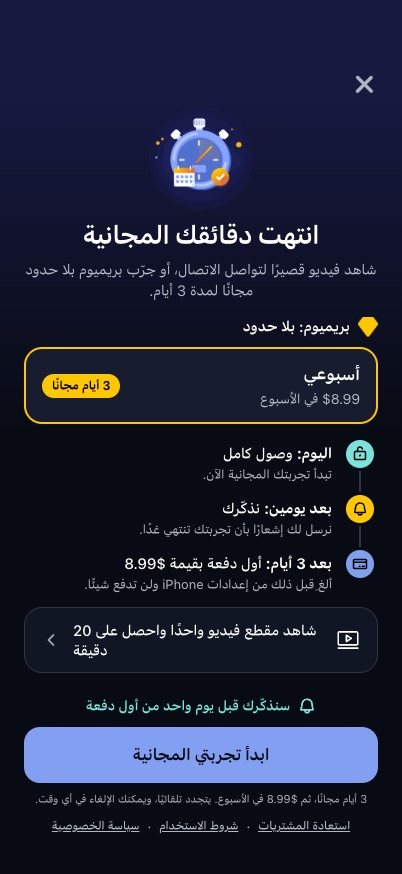 انتهت دقائقك المجانية
شاهد فيديو قصيرًا لتواصل الاتصال، أو جرّب بريميوم بلا حدود
مجانًا لمدة 3 أيام.
بريميوم: بلا حدود
أسبوعي
3 أيام مجانًا
8.99$ في الأسبوع
اليوم: وصول كامل
تبدأ تجربتك المجانية الآن.
بعد يومين: نذكّرك
نرسل لك إشعارًا بأن تجربتك تنتهي غدًا.
بعد 3 أيام: أول دفعة بقيمة 8.99$
ألغِ قبل ذلك من إعدادات iPhone ولن تدفع شيئًا.
شاهد مقطع فيديو واحدًا واحصل على 20
دقيقة
سنذكّرك قبل يوم واحد من أول دفعة
ابدأ تجربتي المجانية
3 أيام مجانًا، ثم 8.99$ في الأسبوع. يتجدد تلقائيًا، ويمكنك الإلغاء في أي وقت.
استعادة المشتريات · شروط الاستخدام · سياسة الخصوصية